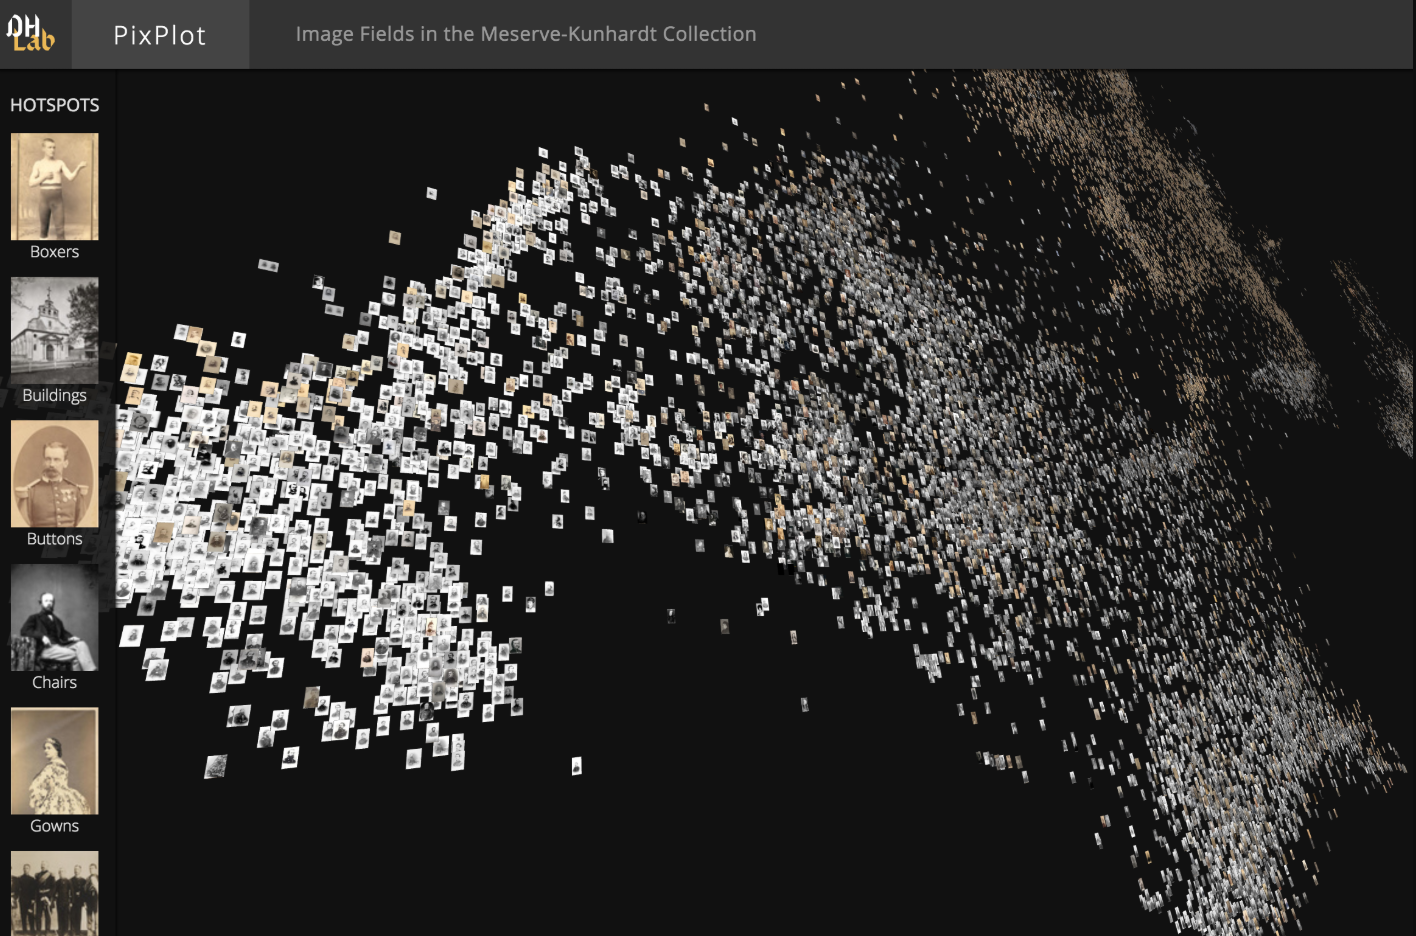 DH
Lab
PixPlot
Image Fields in the Meserve-Kunhardt Collection
HOTSPOTS
Boxers
Buildings
Buttons
Chairs
Gowns